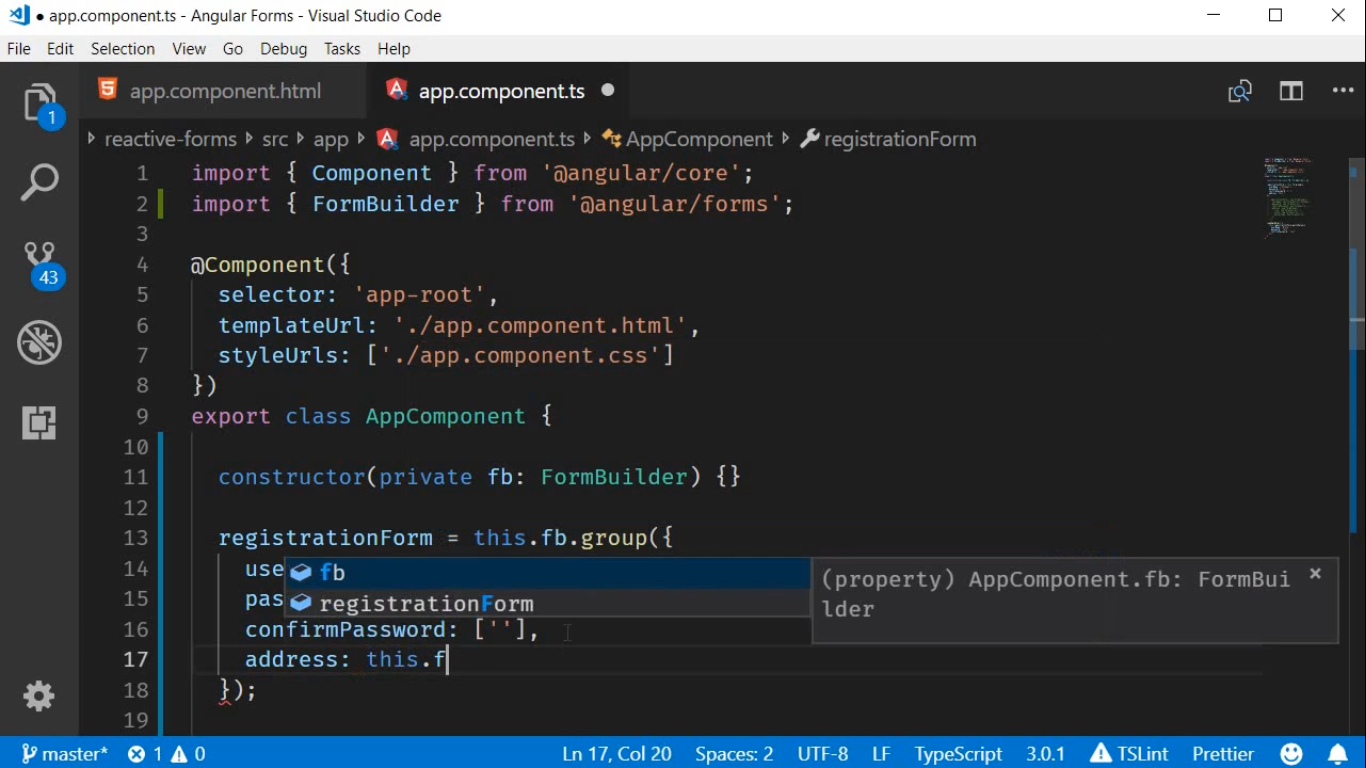 app.component.ts - Angular Forms - Visual Studio Code
File Edit Selection View Go Debug Tasks Help
app.component.html app.component.ts
reactive-forms src app app.component.ts AppComponent registrationForm
1 import { Component } from '@angular/core';
2 import { FormBuilder } from '@angular/forms';
3
4 @Component({
5 selector: 'app-root',
6 templateUrl: './app.component.html',
7 styleUrls: ['./app.component.css']
8 })
9 export class AppComponent {
10
11 constructor(private fb: FormBuilder) {}
12
13 registrationForm = this.fb.group({
14 use
15 pas
fb
registrationForm
(property) AppComponent.fb: FormBui
lder
16 confirmPassword: [''],
17 address: this.f
18 });
19
1
43
master* 1 0 Ln 17, Col 20 Spaces: 2 UTF-8 LF TypeScript 3.0.1 TSLint Prettier